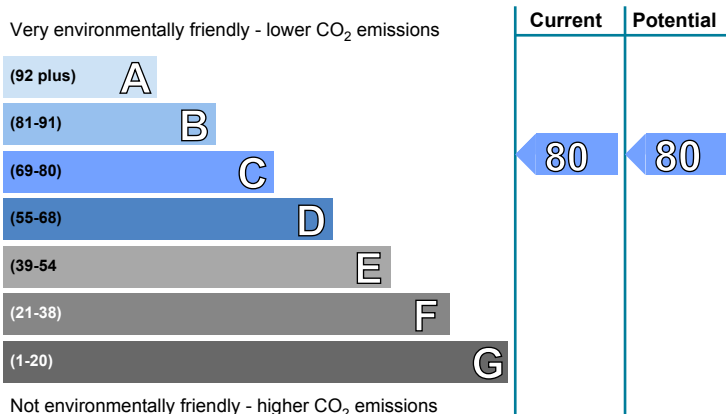 Very environmentally friendly - lower CO2 emissions
Current Potential
(92 plus) A
(81-91) B
(69-80) C
80 80
(55-68) D
(39-54 E
(21-38) F
(1-20) G
Not environmentally friendly - higher CO2 emissions